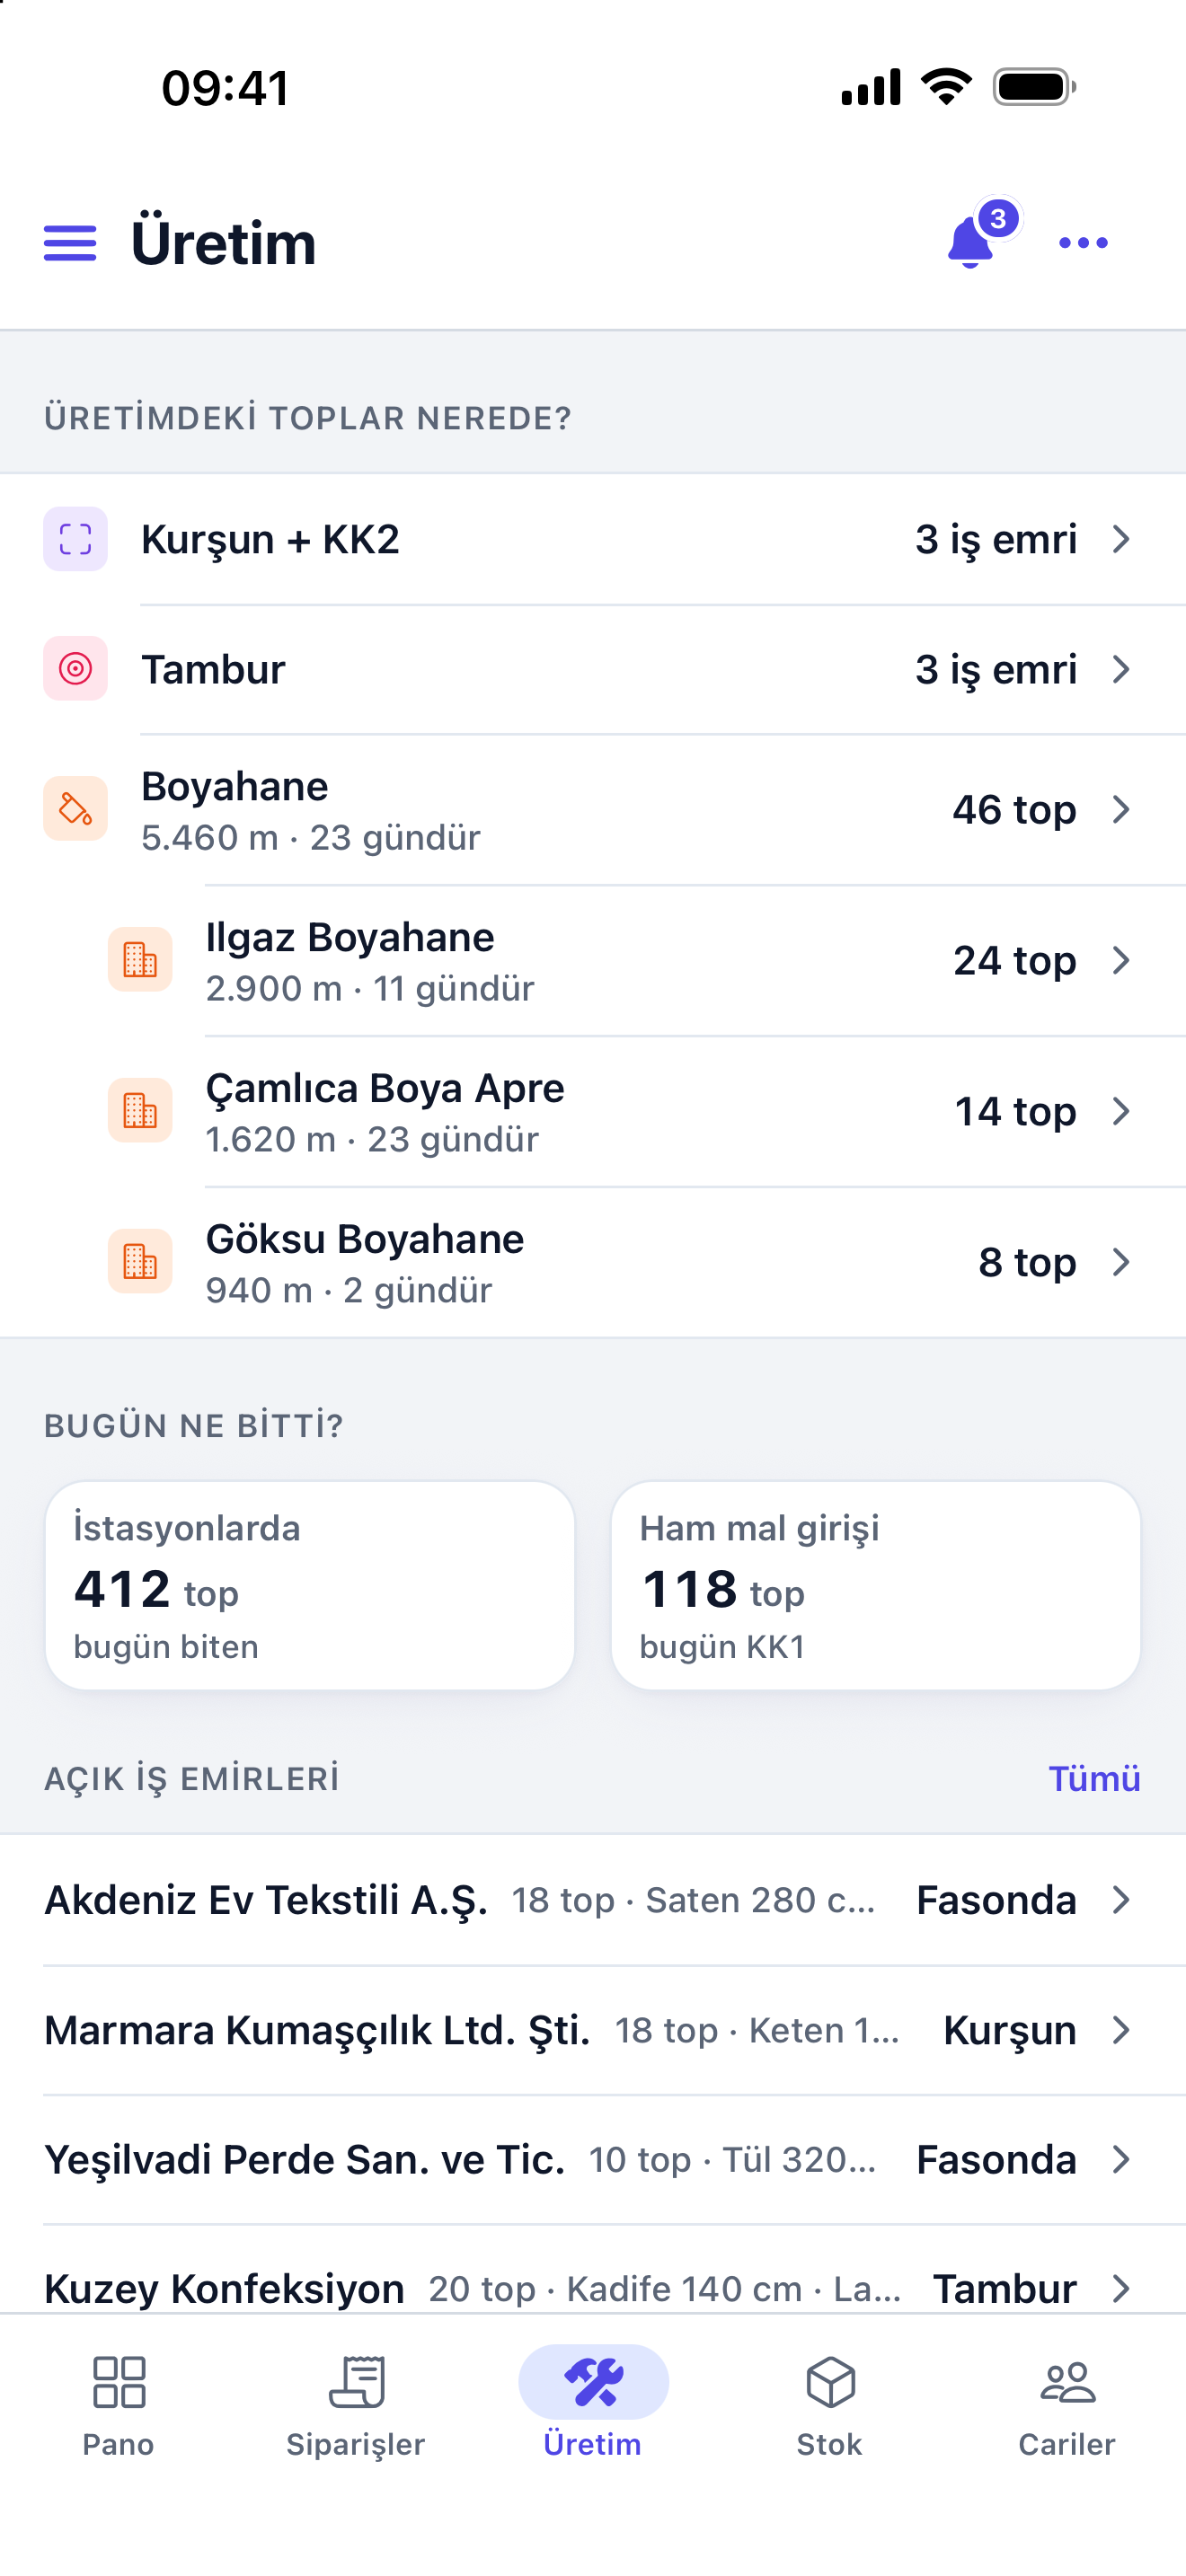 09:41
Üretim
3
ÜRETİMDEKİ TOPLAR NEREDE?
Kurşun + KK2
3 iş emri
Tambur
3 iş emri
Boyahane
5.460 m · 23 gündür
46 top
Ilgaz Boyahane
2.900 m · 11 gündür
24 top
Çamlıca Boya Apre
1.620 m · 23 gündür
14 top
Göksu Boyahane
940 m · 2 gündür
8 top
BUGÜN NE BİTTİ?
İstasyonlarda
412 top
bugün biten
Ham mal girişi
118 top
bugün KK1
AÇIK İŞ EMİRLERİ
Tümü
Akdeniz Ev Tekstili A.Ş. 18 top · Saten 280 c... Fasonda
Marmara Kumaşçılık Ltd. Şti. 18 top · Keten 1... Kurşun
Yeşilvadi Perde San. ve Tic. 10 top · Tül 320... Fasonda
Kuzey Konfeksiyon 20 top · Kadife 140 cm · La... Tambur
Pano
Siparişler
Üretim
Stok
Cariler